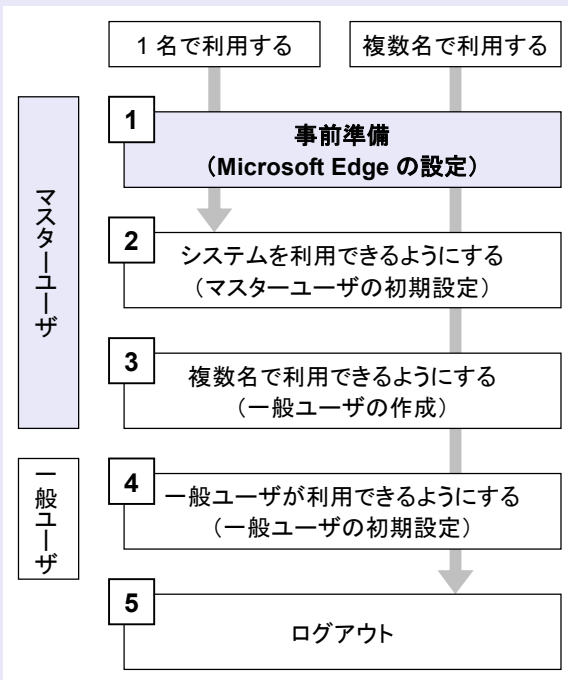 1 名で利用する
複数名で利用する
マスターユーザ
1
事前準備
（Microsoft Edge の設定）
2
システムを利用できるようにする
（マスターユーザの初期設定）
3
複数名で利用できるようにする
（一般ユーザの作成）
一般ユーザ
4
一般ユーザが利用できるようにする
（一般ユーザの初期設定）
5
ログアウト